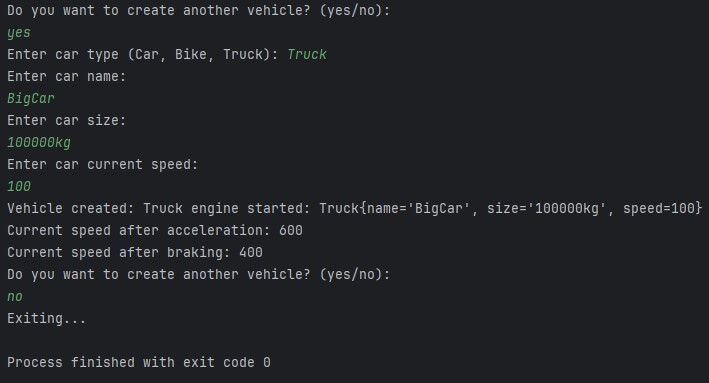 Do you want to create another vehicle? (yes/no):
yes
Enter car type (Car, Bike, Truck): Truck
Enter car name:
BigCar
Enter car size:
100000kg
Enter car current speed:
100
Vehicle created: Truck engine started: Truck{name='BigCar', size='100000kg', speed=100}
Current speed after acceleration: 600
Current speed after braking: 400
Do you want to create another vehicle? (yes/no):
no
Exiting...
Process finished with exit code 0